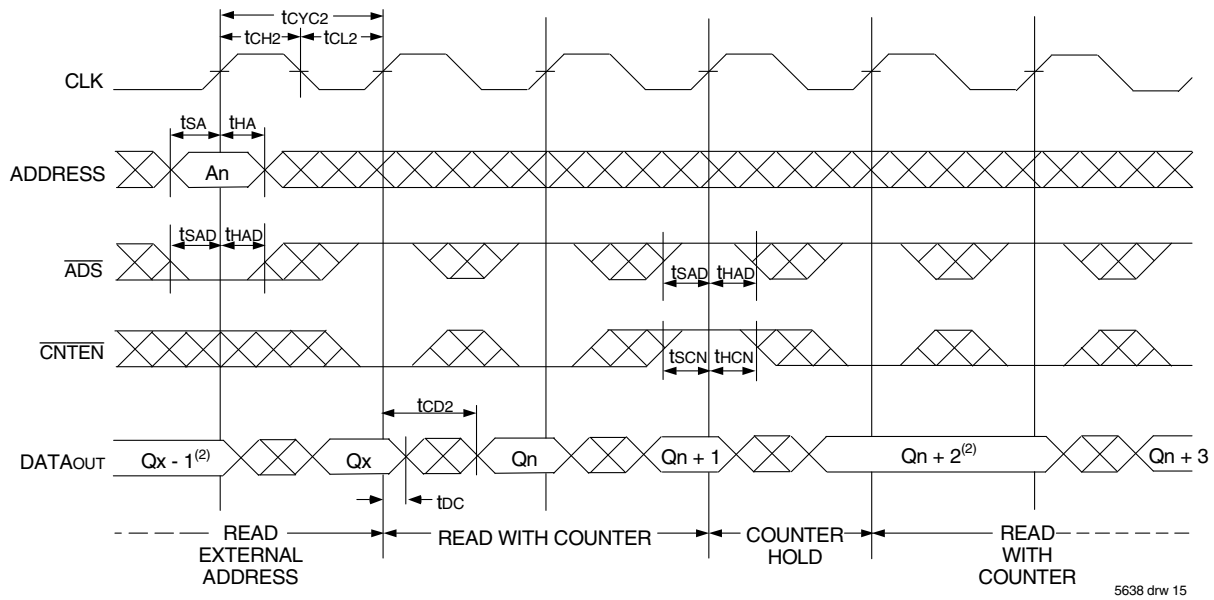 tCYC2
tCH2 tCL2
CLK
tSA tHA
ADDRESS An
tSAD tHAD
ADS tSAD tHAD
CNTEN tSCN tHCN
tCD2
DATAOUT Qx - 1(2) Qx Qn Qn + 1 Qn + 2(2) Qn + 3
tDC
READ EXTERNAL ADDRESS
READ WITH COUNTER
COUNTER HOLD
READ WITH COUNTER
5638 drw 15